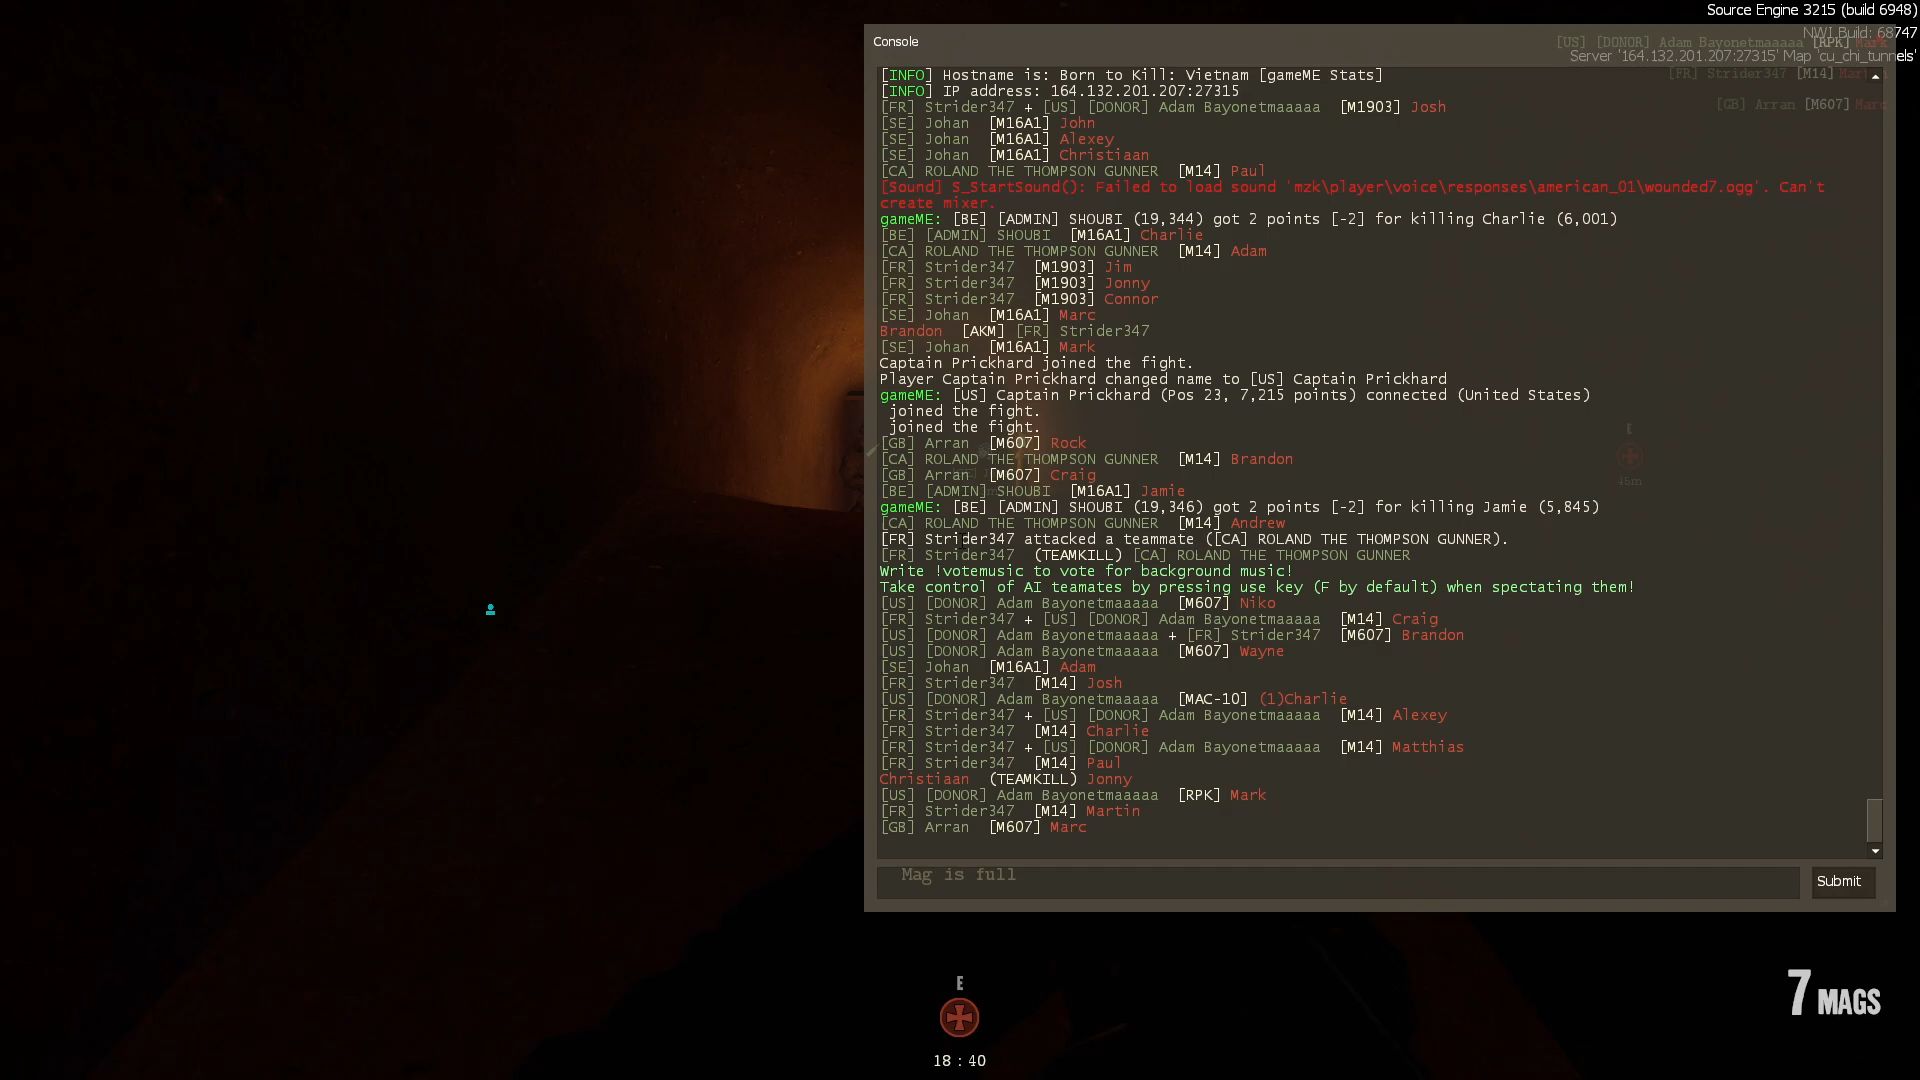 Source Engine 3215 (build 6948)
NWI Build: 68747
Server '164.132.201.207:27315' Map 'cu_chi_tunnels'
Console
[US] [DONOR] Adam Bayonetmaaaaa [RPK] Mark
[FR] Strider347 [M14] Martin
[GB] Arran [M607] Marc
[INFO] Hostname is: Born to Kill: Vietnam [gameME Stats]
[INFO] IP address: 164.132.201.207:27315
[FR] Strider347 + [US] [DONOR] Adam Bayonetmaaaaa [M1903] Josh
[SE] Johan [M16A1] John
[SE] Johan [M16A1] Alexey
[SE] Johan [M16A1] Christiaan
[CA] ROLAND THE THOMPSON GUNNER [M14] Paul
[Sound] S_StartSound(): Failed to load sound 'mzk\player\voice\responses\american_01\wounded7.ogg'. Can't
create mixer.
gameME: [BE] [ADMIN] SHOUBI (19,344) got 2 points [-2] for killing Charlie (6,001)
[BE] [ADMIN] SHOUBI [M16A1] Charlie
[CA] ROLAND THE THOMPSON GUNNER [M14] Adam
[FR] Strider347 [M1903] Jim
[FR] Strider347 [M1903] Jonny
[FR] Strider347 [M1903] Connor
[SE] Johan [M16A1] Marc
Brandon [AKM] [FR] Strider347
[SE] Johan [M16A1] Mark
Captain Prickhard joined the fight.
Player Captain Prickhard changed name to [US] Captain Prickhard
gameME: [US] Captain Prickhard (Pos 23, 7,215 points) connected (United States)
joined the fight.
joined the fight.
[GB] Arran [M607] Rock
[CA] ROLAND THE THOMPSON GUNNER [M14] Brandon
[GB] Arran [M607] Craig
[BE] [ADMIN] SHOUBI [M16A1] Jamie
gameME: [BE] [ADMIN] SHOUBI (19,346) got 2 points [-2] for killing Jamie (5,845)
[CA] ROLAND THE THOMPSON GUNNER [M14] Andrew
[FR] Strider347 attacked a teammate ([CA] ROLAND THE THOMPSON GUNNER).
[FR] Strider347 (TEAMKILL) [CA] ROLAND THE THOMPSON GUNNER
Write !votemusic to vote for background music!
Take control of AI teamates by pressing use key (F by default) when spectating them!
[US] [DONOR] Adam Bayonetmaaaaa [M607] Niko
[FR] Strider347 + [US] [DONOR] Adam Bayonetmaaaaa [M14] Craig
[US] [DONOR] Adam Bayonetmaaaaa + [FR] Strider347 [M607] Brandon
[US] [DONOR] Adam Bayonetmaaaaa [M607] Wayne
[SE] Johan [M16A1] Adam
[FR] Strider347 [M14] Josh
[US] [DONOR] Adam Bayonetmaaaaa [MAC-10] (1)Charlie
[FR] Strider347 + [US] [DONOR] Adam Bayonetmaaaaa [M14] Alexey
[FR] Strider347 [M14] Charlie
[FR] Strider347 + [US] [DONOR] Adam Bayonetmaaaaa [M14] Matthias
[FR] Strider347 [M14] Paul
Christiaan (TEAMKILL) Jonny
[US] [DONOR] Adam Bayonetmaaaaa [RPK] Mark
[FR] Strider347 [M14] Martin
[GB] Arran [M607] Marc
E
45m
Mag is full
Submit
E
18 : 40
7 MAGS